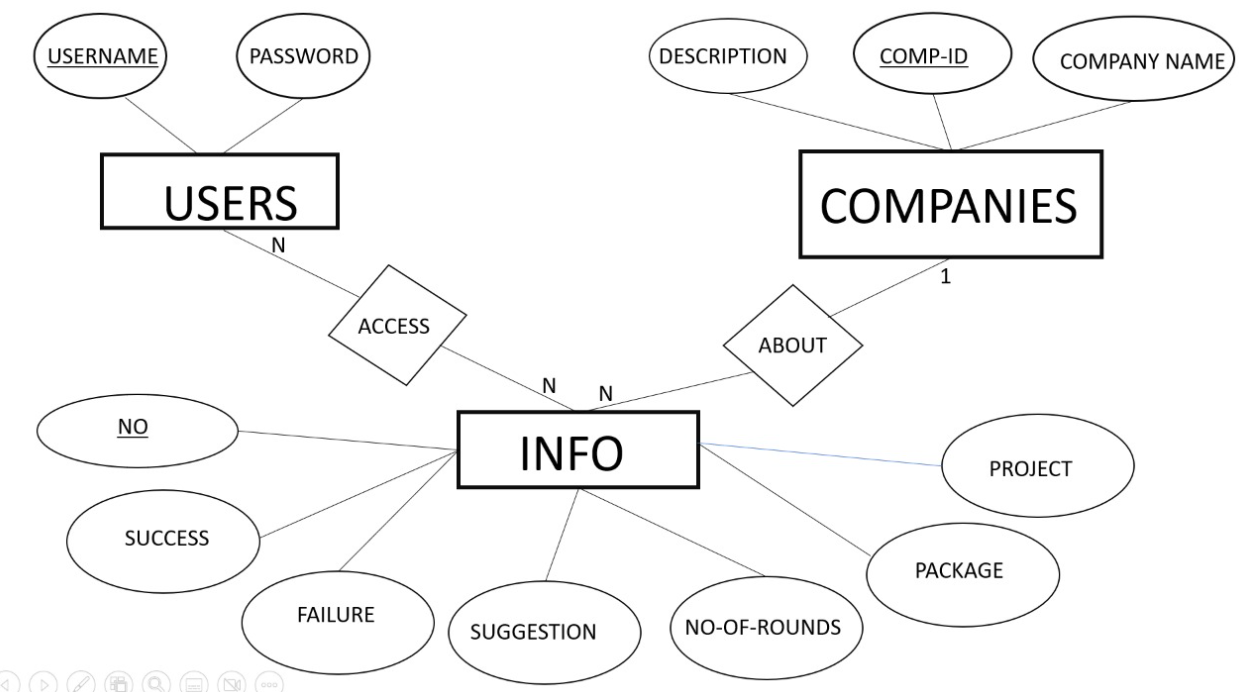 USERNAME
PASSWORD
DESCRIPTION
COMP-ID
COMPANY NAME
USERS
COMPANIES
N
1
ACCESS
ABOUT
N
N
NO
INFO
PROJECT
SUCCESS
PACKAGE
FAILURE
SUGGESTION
NO-OF-ROUNDS